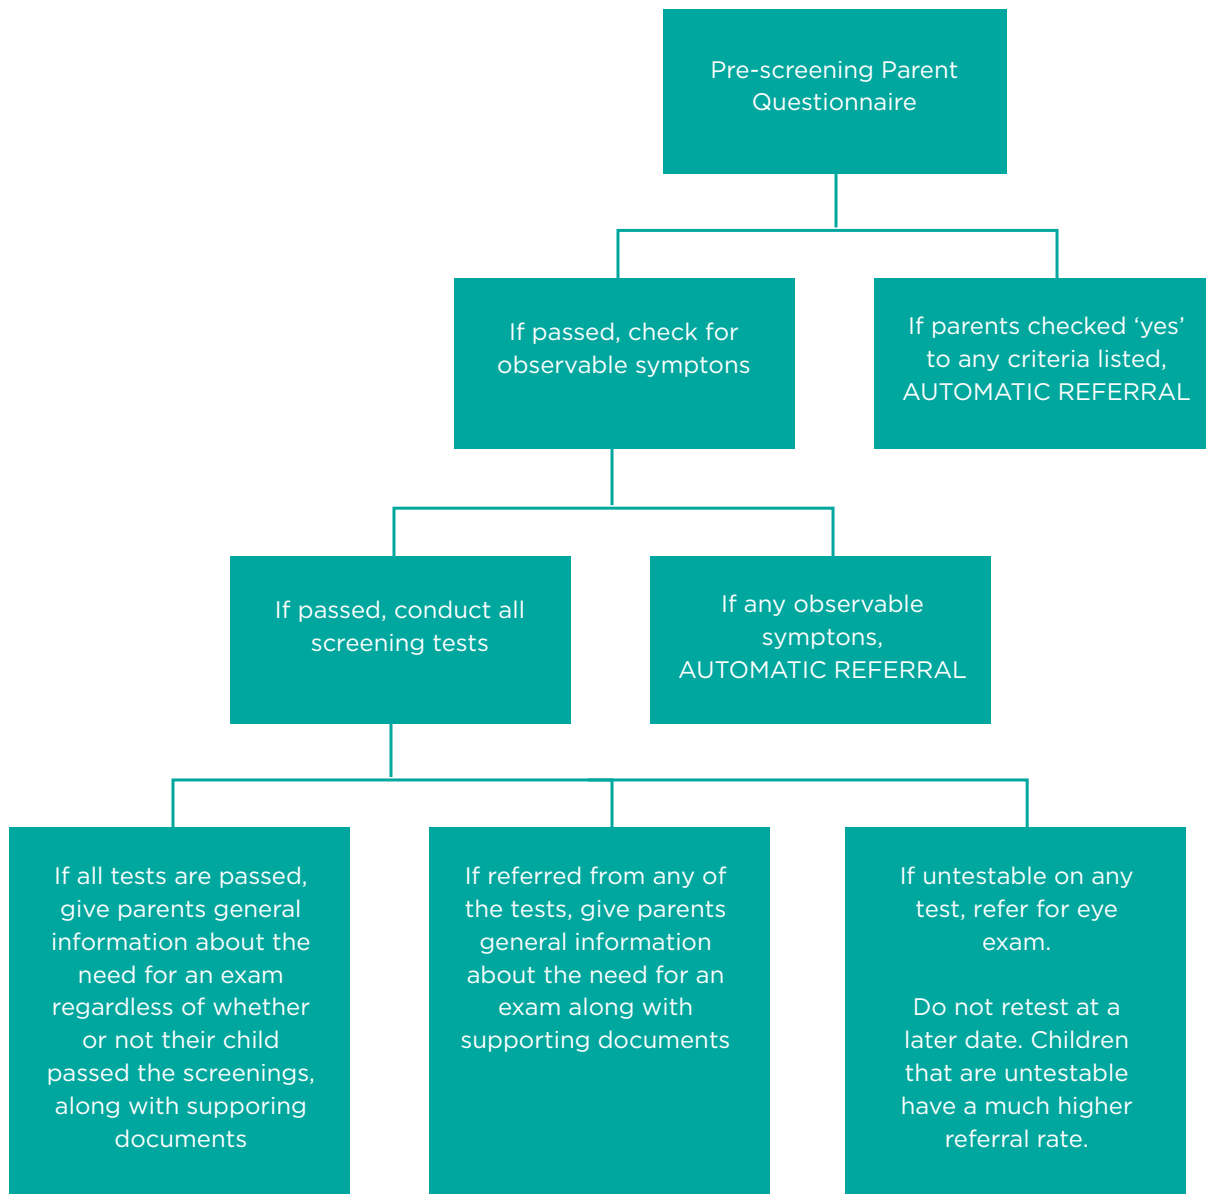 Pre-screening Parent
Questionnaire
If passed, check for
observable symptons
If parents checked ‘yes’
to any criteria listed,
AUTOMATIC REFERRAL
If passed, conduct all
screening tests
If any observable
symptons,
AUTOMATIC REFERRAL
If all tests are passed,
give parents general
information about the
need for an exam
regardless of whether
or not their child
passed the screenings,
along with supporing
documents
If referred from any of
the tests, give parents
general information
about the need for an
exam along with
supporting documents
If untestable on any
test, refer for eye
exam.
Do not retest at a
later date. Children
that are untestable
have a much higher
referral rate.